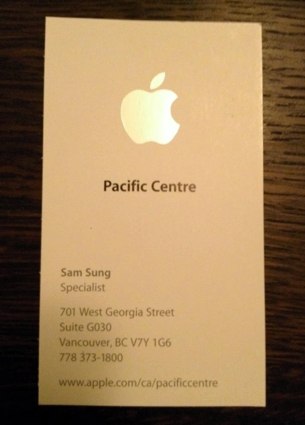 Pacific Centre
Sam Sung
Specialist
701 West Georgia Street
Suite G030
Vancouver, BC V7Y 1G6
778 373-1800
www.apple.com/ca/pacificcentre